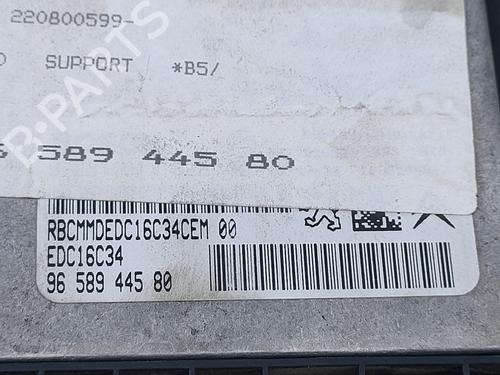 220800599-
SUPPORT *B5/
589 445 80
B-PARTS
RBCMMDEDC16C34CEM 00
EDC16C34
96 589 445 80